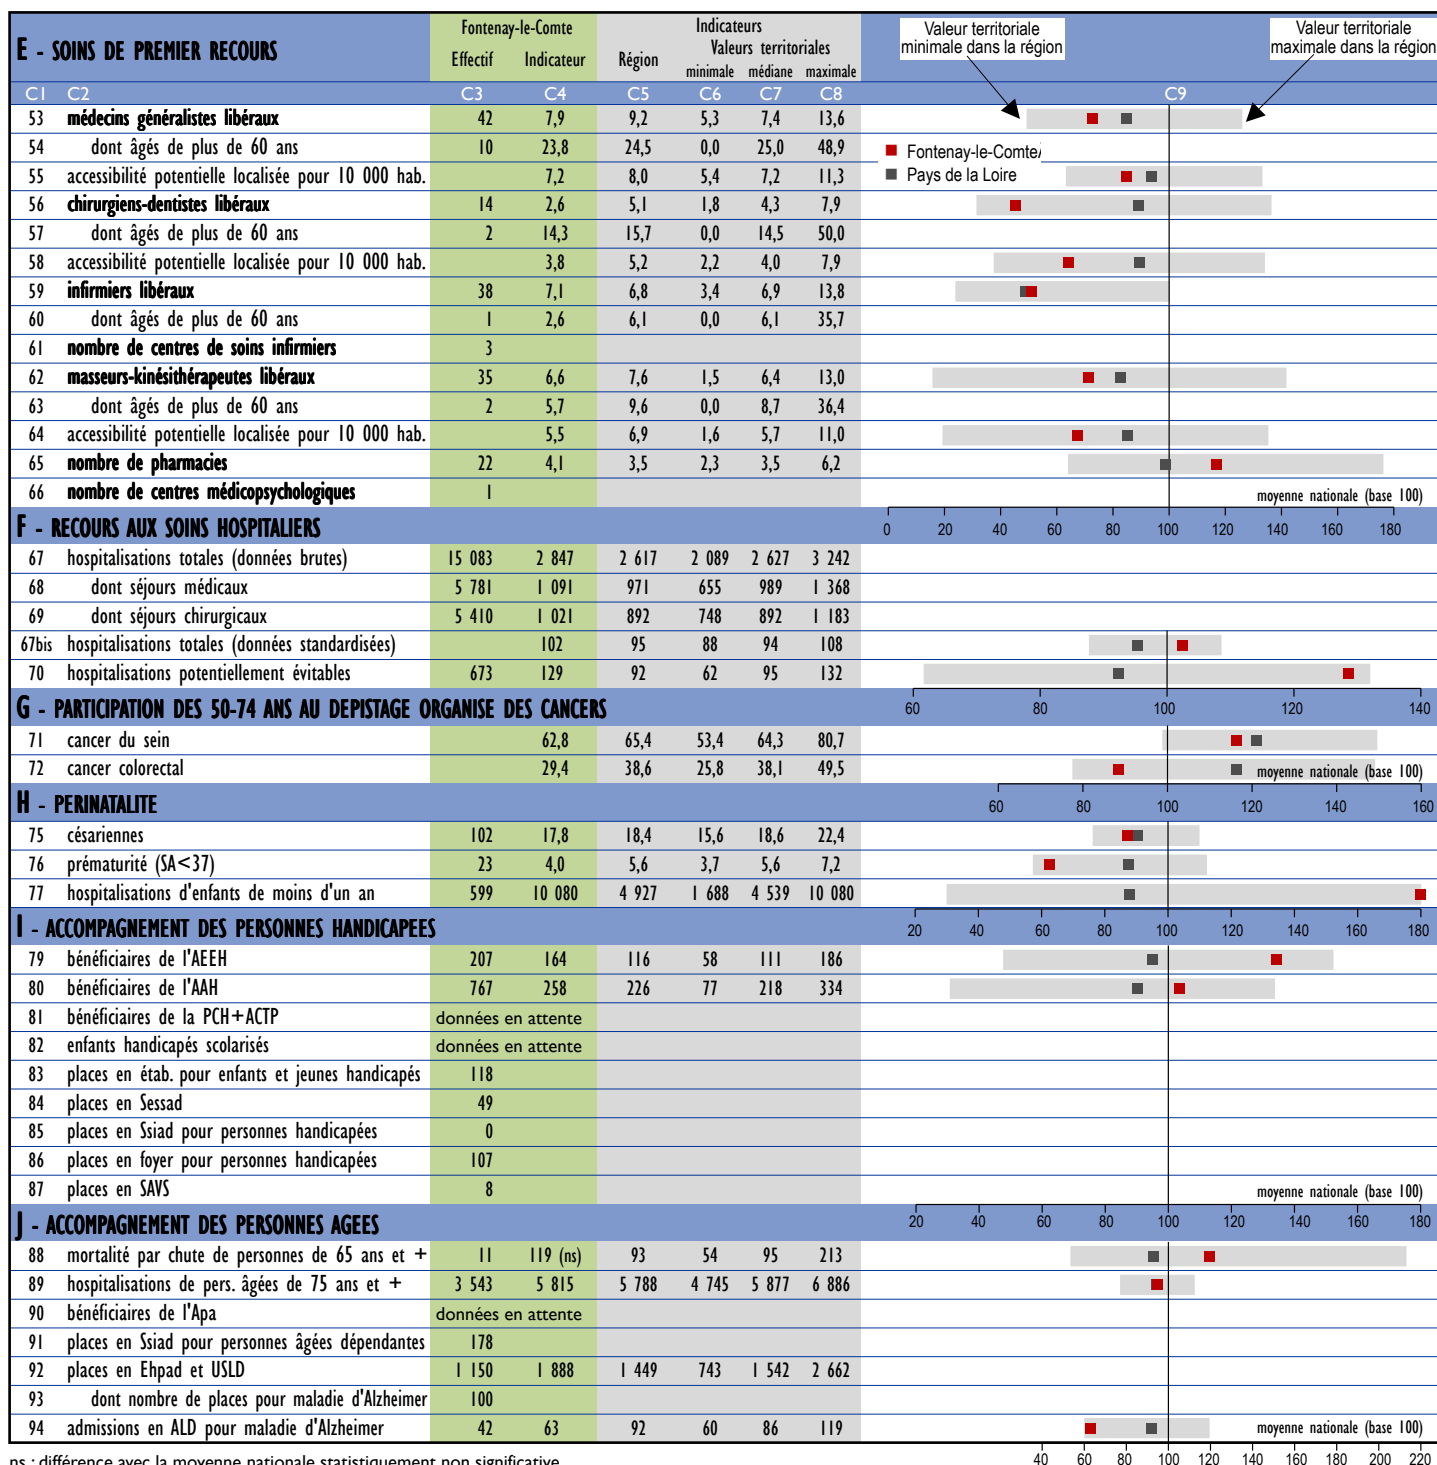 Fontenay-le-Comte Indicateurs Valeur territoriale minimale dans la région Valeur territoriale maximale dans la région
E - SOINS DE PREMIER RECOURS Effectif Indicateur Région Valeurs territoriales
minimale médiane maximale
C1 C2 C3 C4 C5 C6 C7 C8 C9
53 médecins généralistes libéraux 42 7,9 9,2 5,3 7,4 13,6
54 dont âgés de plus de 60 ans 10 23,8 24,5 0,0 25,0 48,9 Fontenay-le-Comte
55 accessibilité potentielle localisée pour 10 000 hab. 7,2 8,0 5,4 7,2 11,3 Pays de la Loire
56 chirurgiens-dentistes libéraux 14 2,6 5,1 1,8 4,3 7,9
57 dont âgés de plus de 60 ans 2 14,3 15,7 0,0 14,5 50,0
58 accessibilité potentielle localisée pour 10 000 hab. 3,8 5,2 2,2 4,0 7,9
59 infirmiers libéraux 38 7,1 6,8 3,4 6,9 13,8
60 dont âgés de plus de 60 ans 1 2,6 6,1 0,0 6,1 35,7
61 nombre de centres de soins infirmiers 3
62 masseurs-kinésithérapeutes libéraux 35 6,6 7,6 1,5 6,4 13,0
63 dont âgés de plus de 60 ans 2 5,7 9,6 0,0 8,7 36,4
64 accessibilité potentielle localisée pour 10 000 hab. 5,5 6,9 1,6 5,7 11,0
65 nombre de pharmacies 22 4,1 3,5 2,3 3,5 6,2
66 nombre de centres médicopsychologiques 1 moyenne nationale (base 100)
F - RECOURS AUX SOINS HOSPITALIERS 0 20 40 60 80 100 120 140 160 180
67 hospitalisations totales (données brutes) 15 083 2 847 2 617 2 089 2 627 3 242
68 dont séjours médicaux 5 781 1 091 971 655 989 1 368
69 dont séjours chirurgicaux 5 410 1 021 892 748 892 1 183
67bis hospitalisations totales (données standardisées) 102 95 88 94 108
70 hospitalisations potentiellement évitables 673 129 92 62 95 132
G - PARTICIPATION DES 50-74 ANS AU DEPISTAGE ORGANISE DES CANCERS 60 80 100 120 140
71 cancer du sein 62,8 65,4 53,4 64,3 80,7
72 cancer colorectal 29,4 38,6 25,8 38,1 49,5 moyenne nationale (base 100)
H - PERINATALITE 60 80 100 120 140 160
75 césariennes 102 17,8 18,4 15,6 18,6 22,4
76 prématurité (SA<37) 23 4,0 5,6 3,7 5,6 7,2
77 hospitalisations d'enfants de moins d'un an 599 10 080 4 927 1 688 4 539 10 080
I - ACCOMPAGNEMENT DES PERSONNES HANDICAPEES 20 40 60 80 100 120 140 160 180
79 bénéficiaires de l'AEEH 207 164 116 58 111 186
80 bénéficiaires de l'AAH 767 258 226 77 218 334
81 bénéficiaires de la PCH+ACTP données en attente
82 enfants handicapés scolarisés données en attente
83 places en étab. pour enfants et jeunes handicapés 118
84 places en Sessad 49
85 places en Ssiad pour personnes handicapées 0
86 places en foyer pour personnes handicapées 107
87 places en SAVS 8 moyenne nationale (base 100)
J - ACCOMPAGNEMENT DES PERSONNES AGEES 20 40 60 80 100 120 140 160 180
88 mortalité par chute de personnes de 65 ans et + 11 119 (ns) 93 54 95 213
89 hospitalisations de pers. âgées de 75 ans et + 3 543 5 815 5 788 4 745 5 877 6 886
90 bénéficiaires de l'Apa données en attente
91 places en Ssiad pour personnes âgées dépendantes 178
92 places en Ehpad et USLD 1 150 1 888 1 449 743 1 542 2 662
93 dont nombre de places pour maladie d'Alzheimer 100
94 admissions en ALD pour maladie d'Alzheimer 42 63 92 60 86 119 moyenne nationale (base 100)
40 60 80 100 120 140 160 180 200 220
ns : différence avec la moyenne nationale statistiquement non significative